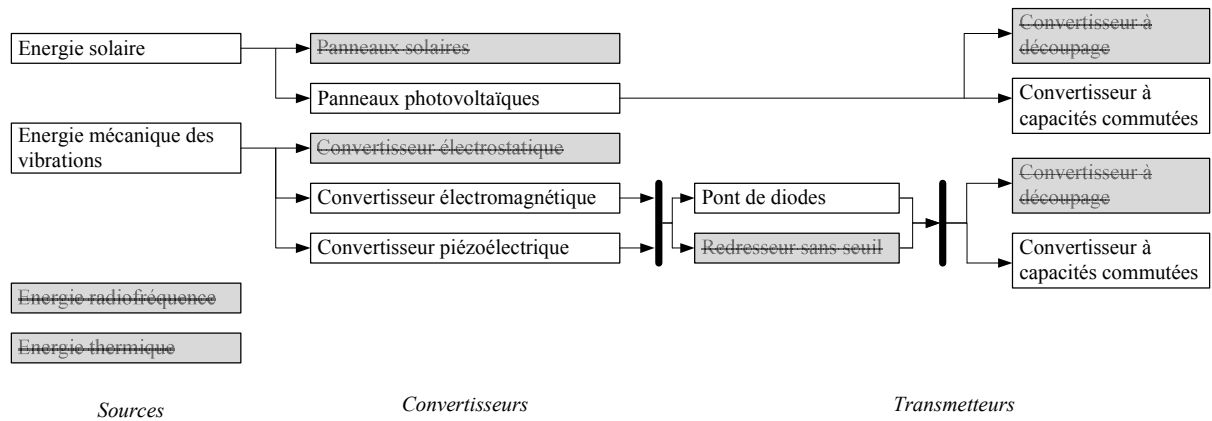 Energie solaire
Panneaux solaires
Convertisseur à
découpage
Panneaux photovoltaïques
Convertisseur à
capacités commutées
Energie mécanique des
vibrations
Convertisseur électrostatique
Convertisseur électromagnétique
Convertisseur piézoélectrique
Pont de diodes
Redresseur sans seuil
Convertisseur à
découpage
Convertisseur à
capacités commutées
Energie radiofréquence
Energie thermique
Sources
Convertisseurs
Transmetteurs